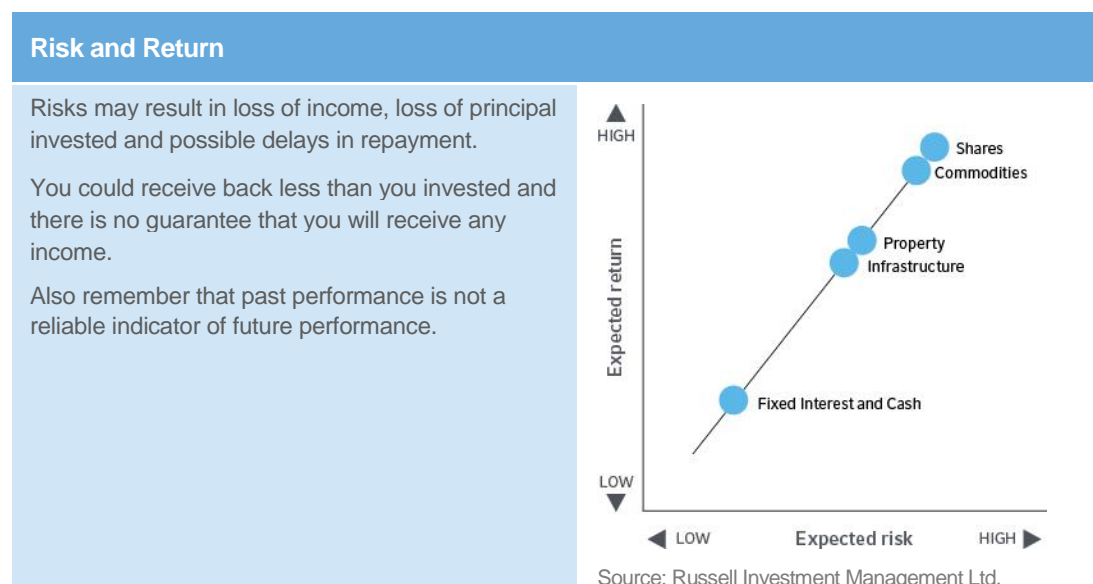 Risk and Return
Risks may result in loss of income, loss of principal
invested and possible delays in repayment.
You could receive back less than you invested and
there is no guarantee that you will receive any
income.
Also remember that past performance is not a
reliable indicator of future performance.
HIGH
Shares
Commodities
Property
Infrastructure
Expected return
Fixed Interest and Cash
LOW
LOW Expected risk HIGH
Source: Russell Investment Management Ltd.